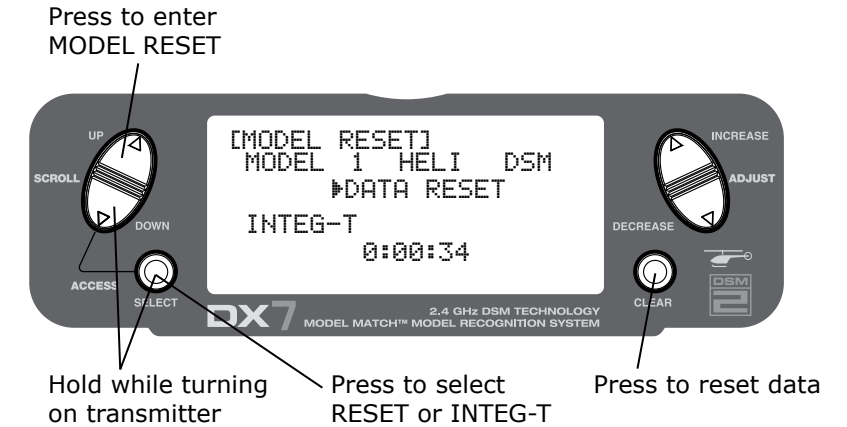 Press to enter
MODEL RESET
UP
SCROLL
DOWN
ACCESS
SELECT
[MODEL RESET]
MODEL 1 HELI DSM
DATA RESET
INTEG-T
0:00:34
INCREASE
ADJUST
DECREASE
CLEAR
DSM
2
DX7
2.4 GHz DSM TECHNOLOGY
MODEL MATCH™ MODEL RECOGNITION SYSTEM
Hold while turning
on transmitter
Press to select
RESET or INTEG-T
Press to reset data